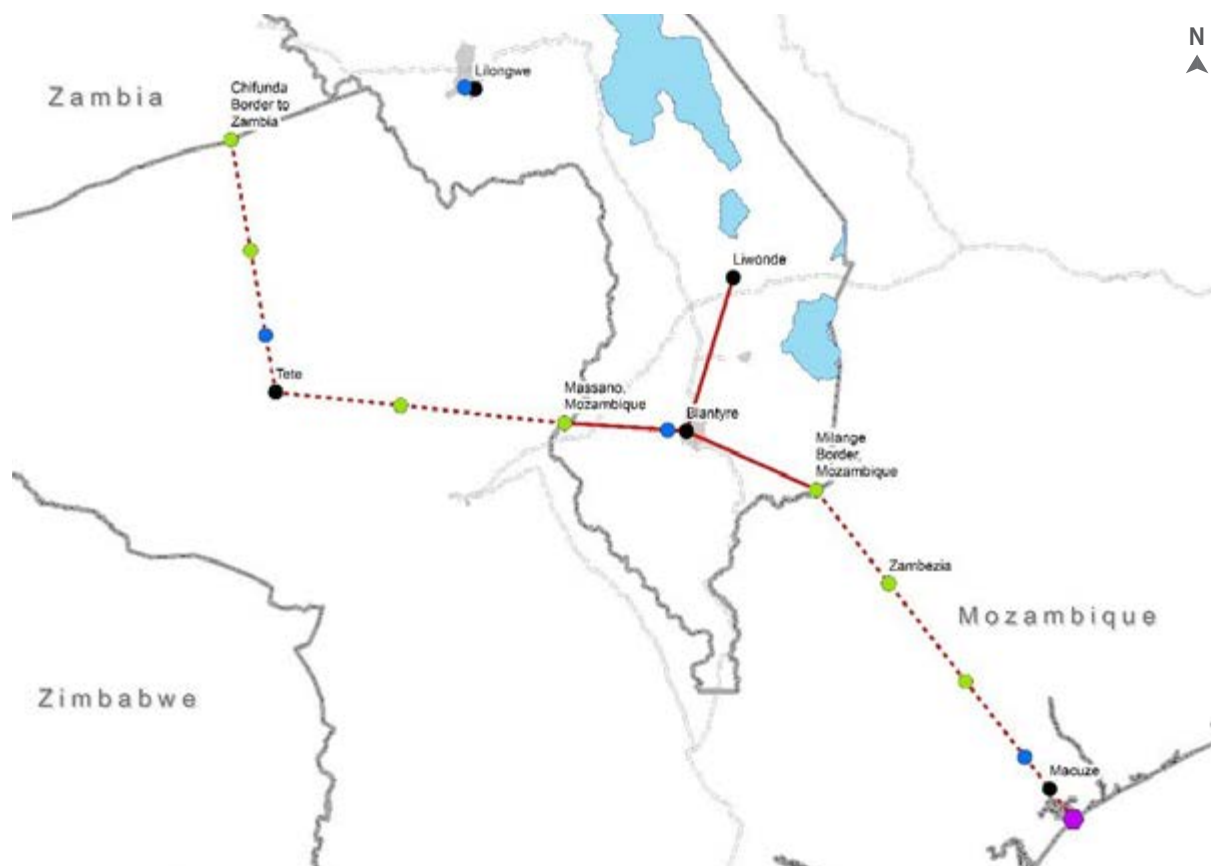 N
Lilongwe
Zambia
Chifunda
Border to
Zambia
Liwonde
Tete
Massano,
Mozambique
Blantyre
Milange
Border,
Mozambique
Zambezia
Mozambique
Zimbabwe
Macuze